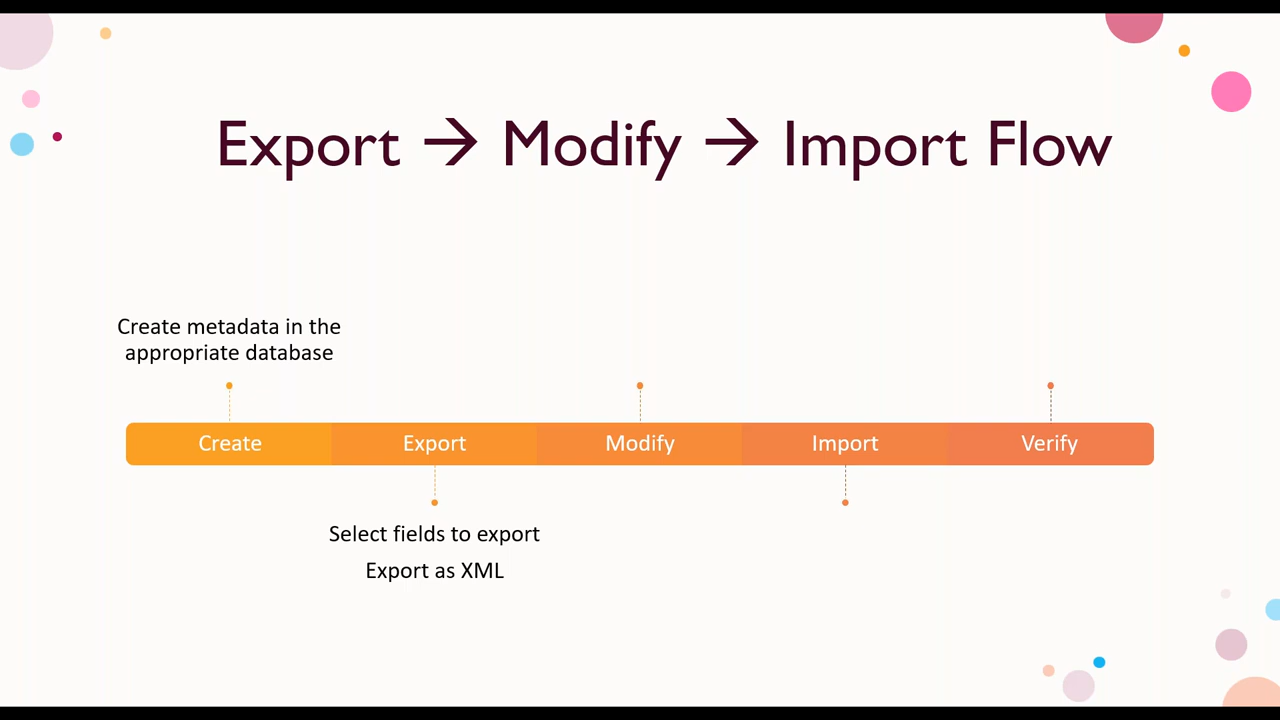 Export → Modify → Import Flow
Create metadata in the
appropriate database
Create
Export
Modify
Import
Verify
Select fields to export
Export as XML